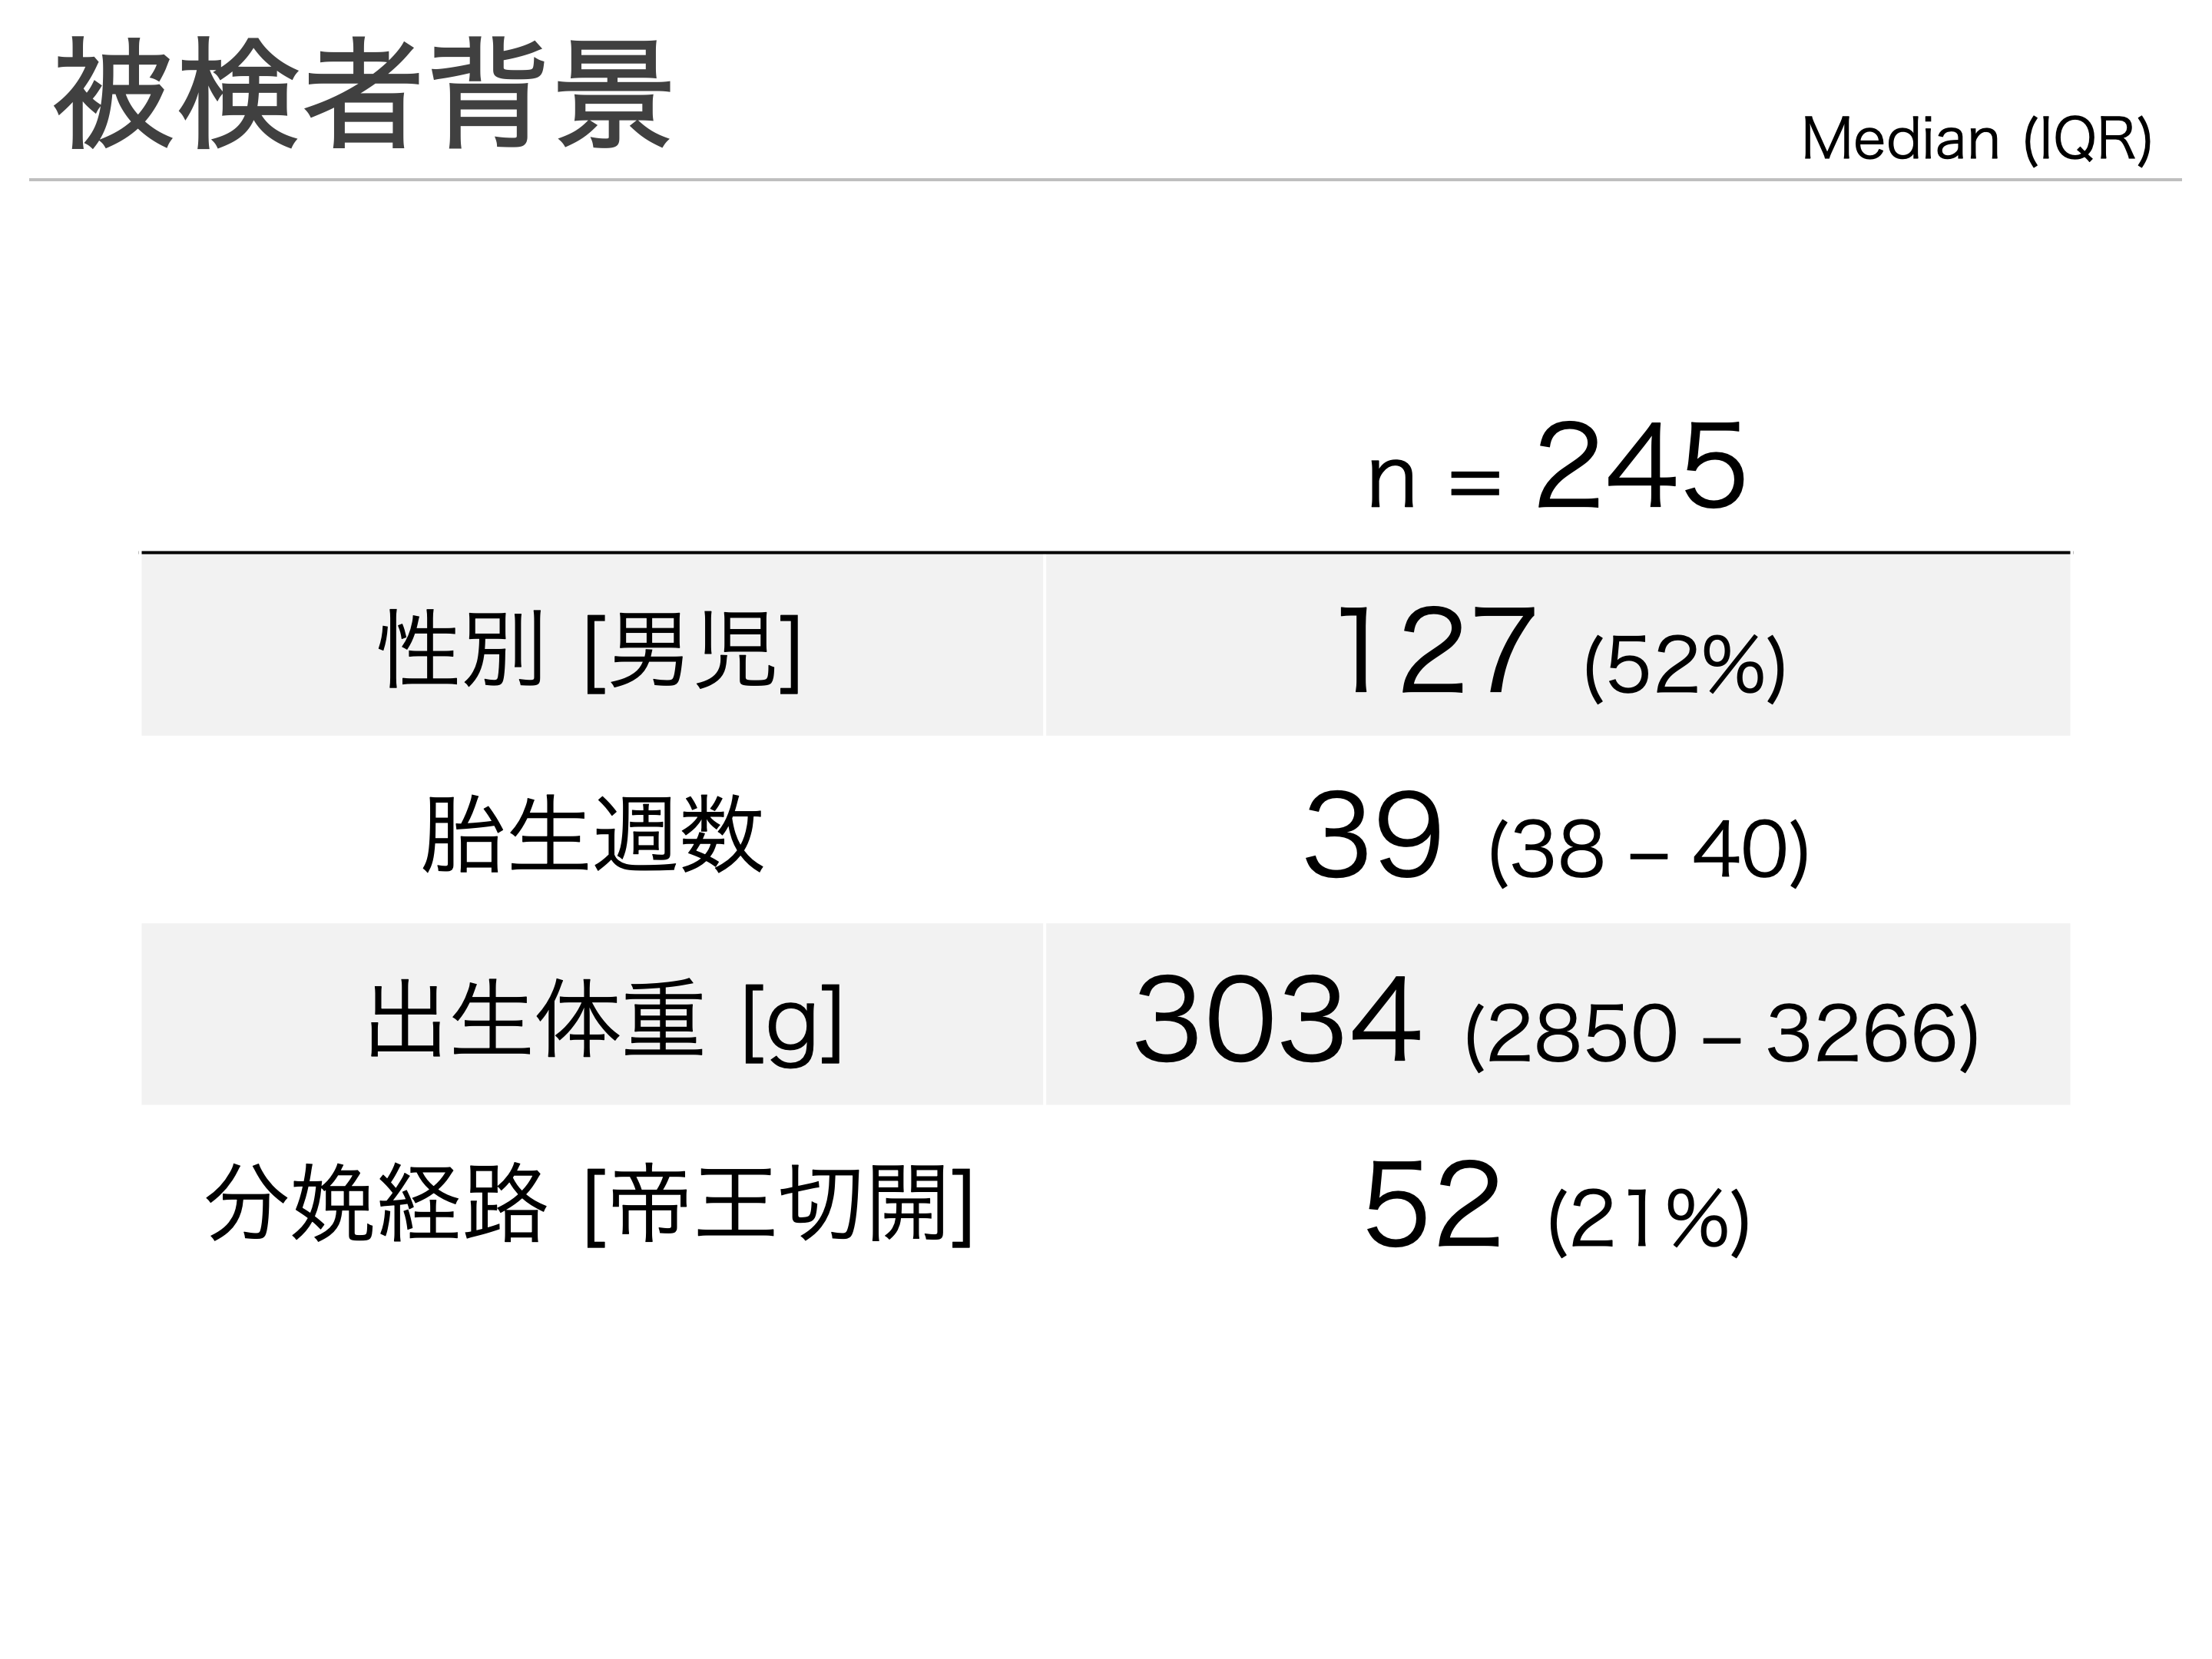 被検者背景
Median (IQR)
n = 245
性別 [男児] 127 (52%)
胎生週数 39 (38 – 40)
出生体重 [g] 3034 (2850 – 3266)
分娩経路 [帝王切開] 52 (21%)